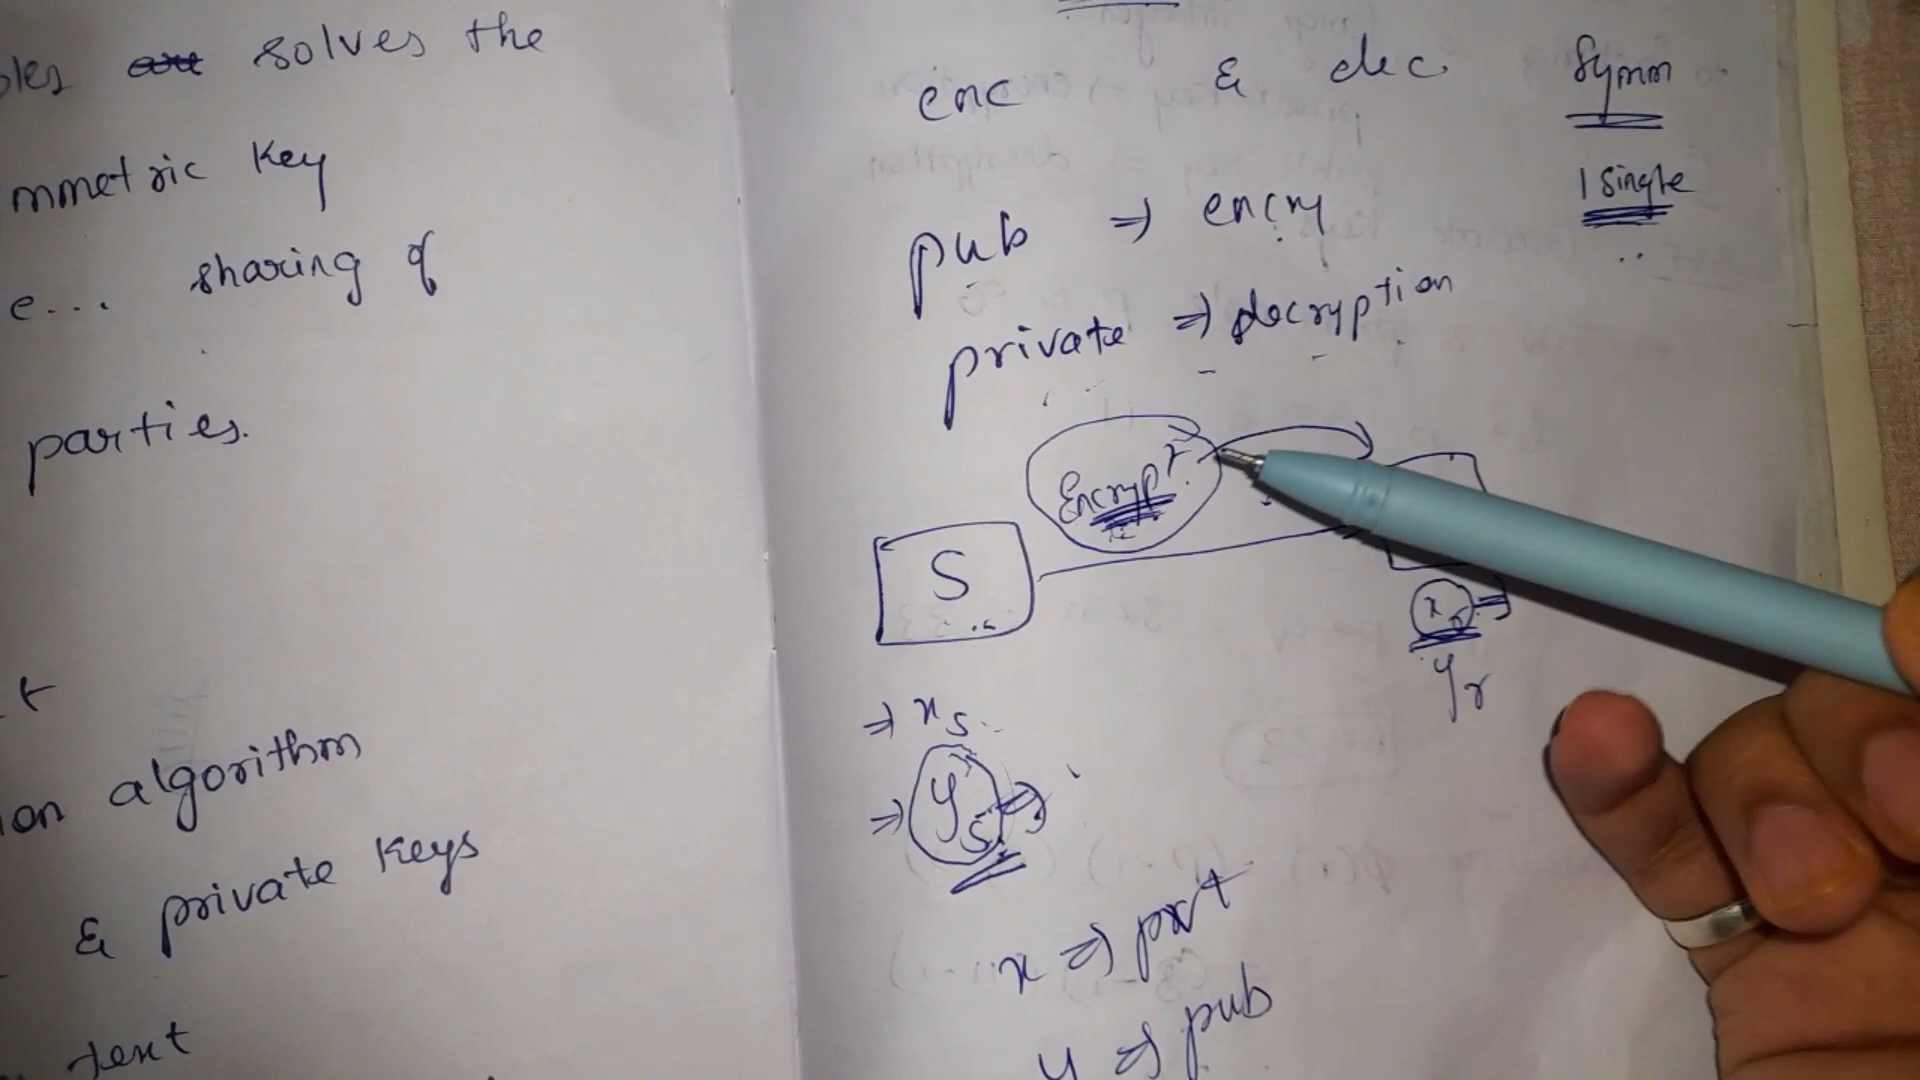 solves the
mmetric Key
e... sharing of
parties.
t
on algorithm
& private Keys
text
enc & dec
Symm
1 Single
pub ⇒ encry
private ⇒ decryption
Encrypt
S
⇒ xs
⇒ ys ⇒
yr
x ⇒ prt
y ⇒ pub